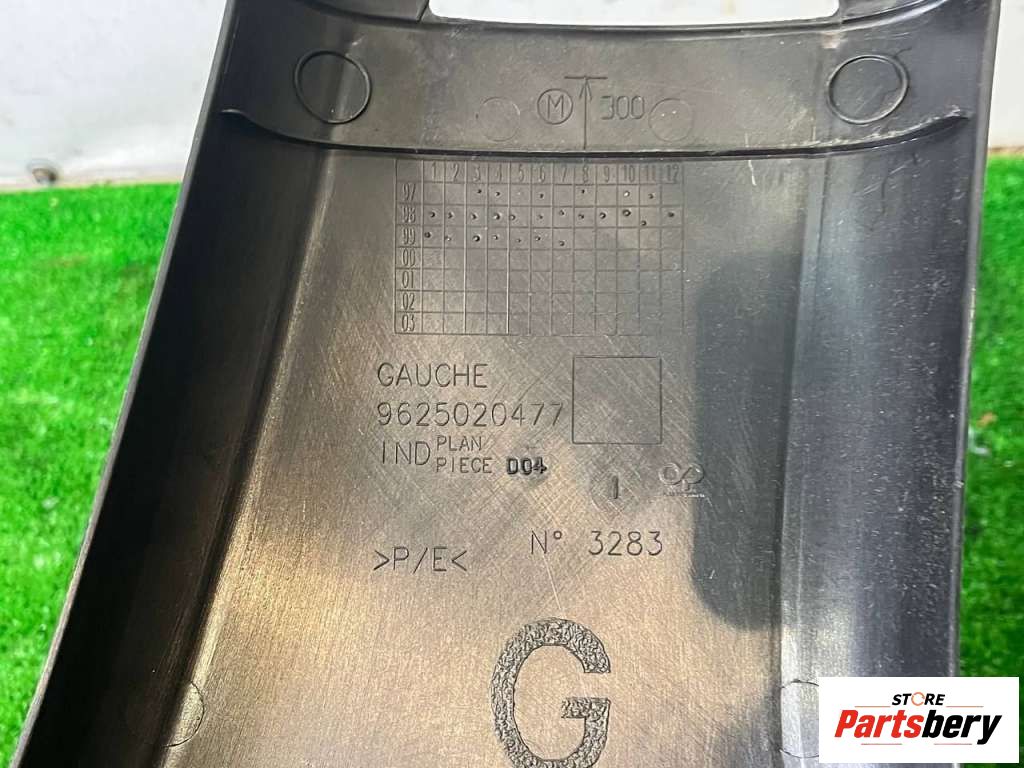 M 300
1 2 3 4 5 6 7 8 9 10 11 12
97
98
99
00
01
02
03
GAUCHE
9625020477
IND PLAN
PIECE D04
1
>P/E<
N° 3283
G
STORE
Partsbery